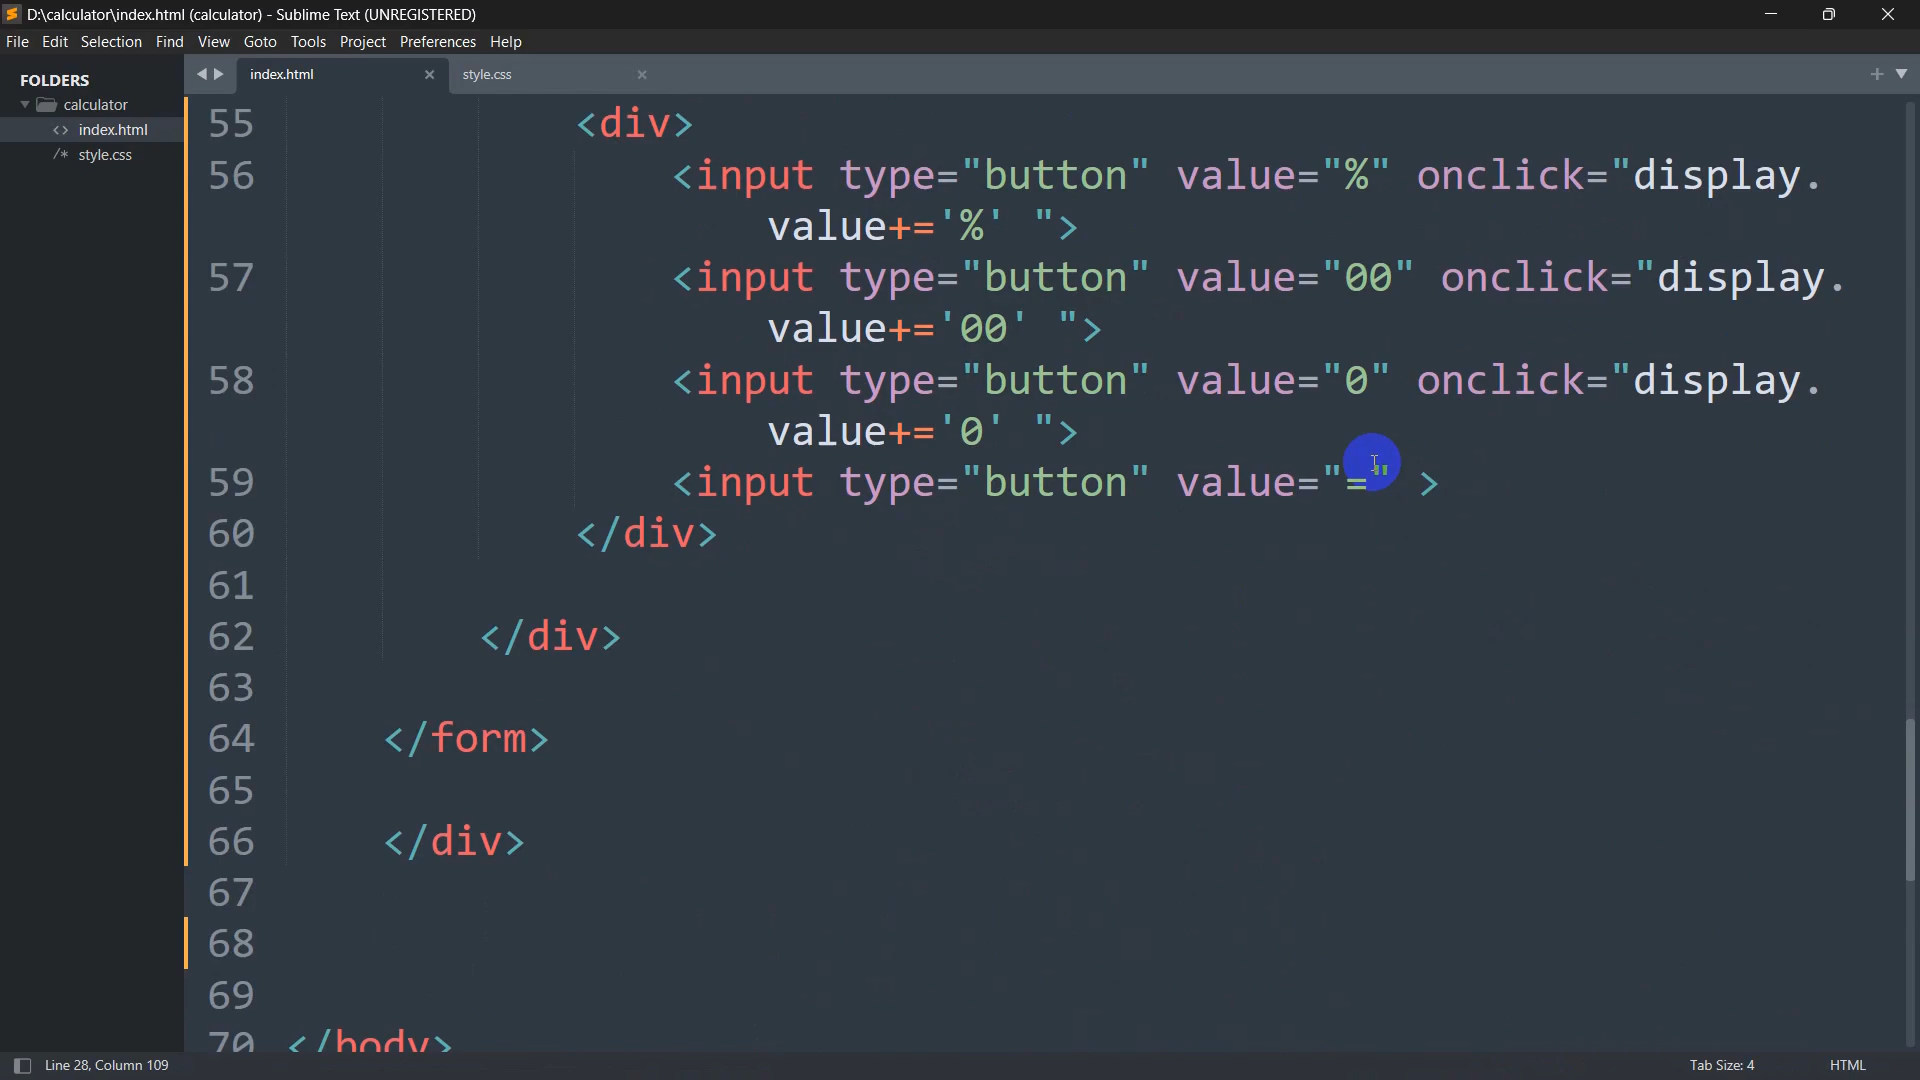 D:\calculator\index.html (calculator) - Sublime Text (UNREGISTERED)
File Edit Selection Find View Goto Tools Project Preferences Help
FOLDERS
calculator
<> index.html
/* style.css
index.html
style.css
55 <div>
56 <input type="button" value="%" onclick="display.
value+='%' ">
57 <input type="button" value="00" onclick="display.
value+='00' ">
58 <input type="button" value="0" onclick="display.
value+='0' ">
59 <input type="button" value="=" >
60 </div>
61
62 </div>
63
64 </form>
65
66 </div>
67
68
69
70 </body>
Line 28, Column 109
Tab Size: 4
HTML